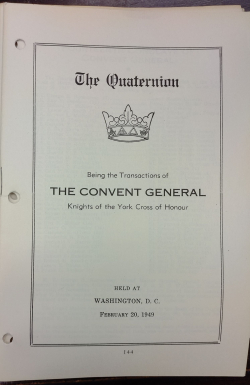 The Quaternion
Being the Transactions of
THE CONVENT GENERAL
Knights of the York Cross of Honour
HELD AT
WASHINGTON, D. C.
FEBRUARY 20, 1949
144